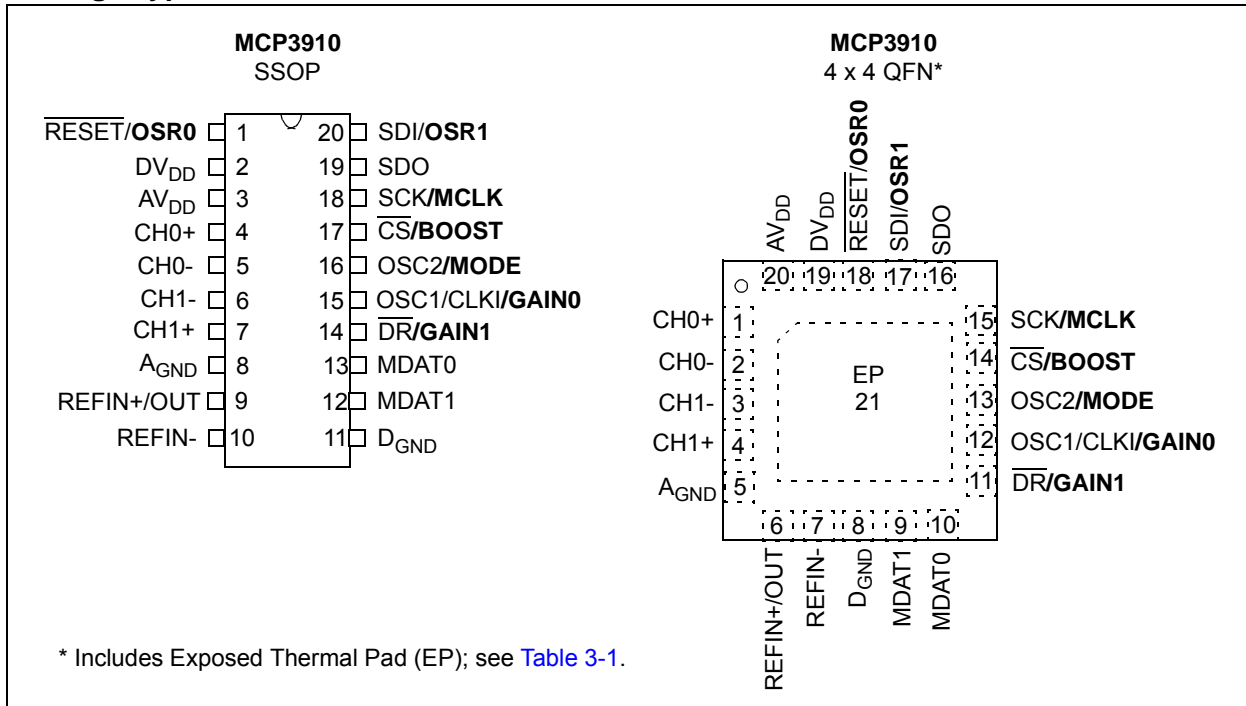 MCP3910
SSOP
RESET/OSR0 1
20 SDI/OSR1
DVDD 2
19 SDO
AVDD 3
18 SCK/MCLK
CH0+ 4
17 CS/BOOST
CH0- 5
16 OSC2/MODE
CH1- 6
15 OSC1/CLKI/GAIN0
CH1+ 7
14 DR/GAIN1
AGND 8
13 MDAT0
REFIN+/OUT 9
12 MDAT1
REFIN- 10
11 DGND
MCP3910
4 x 4 QFN*
AVDD
DVDD
RESET/OSR0
SDI/OSR1
SDO
20 19 18 17 16
CH0+ 1
CH0- 2
CH1- 3
CH1+ 4
AGND 5
EP
21
15 SCK/MCLK
14 CS/BOOST
13 OSC2/MODE
12 OSC1/CLKI/GAIN0
11 DR/GAIN1
6 7 8 9 10
REFIN+/OUT
REFIN-
DGND
MDAT1
MDAT0
* Includes Exposed Thermal Pad (EP); see Table 3-1.